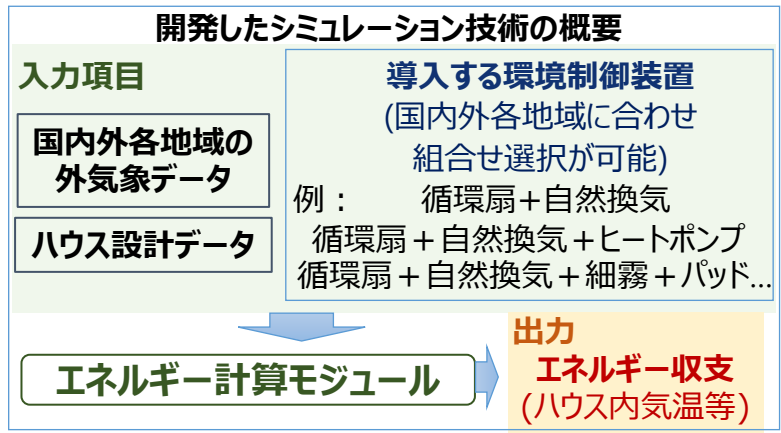 開発したシミュレーション技術の概要
入力項目
国内外各地域の
外気象データ
ハウス設計データ
導入する環境制御装置
(国内外各地域に合わせ
組合せ選択が可能)
例： 循環扇+自然換気
循環扇＋自然換気＋ヒートポンプ
循環扇＋自然換気＋細霧＋パッド…
エネルギー計算モジュール
出力
エネルギー収支
(ハウス内気温等)